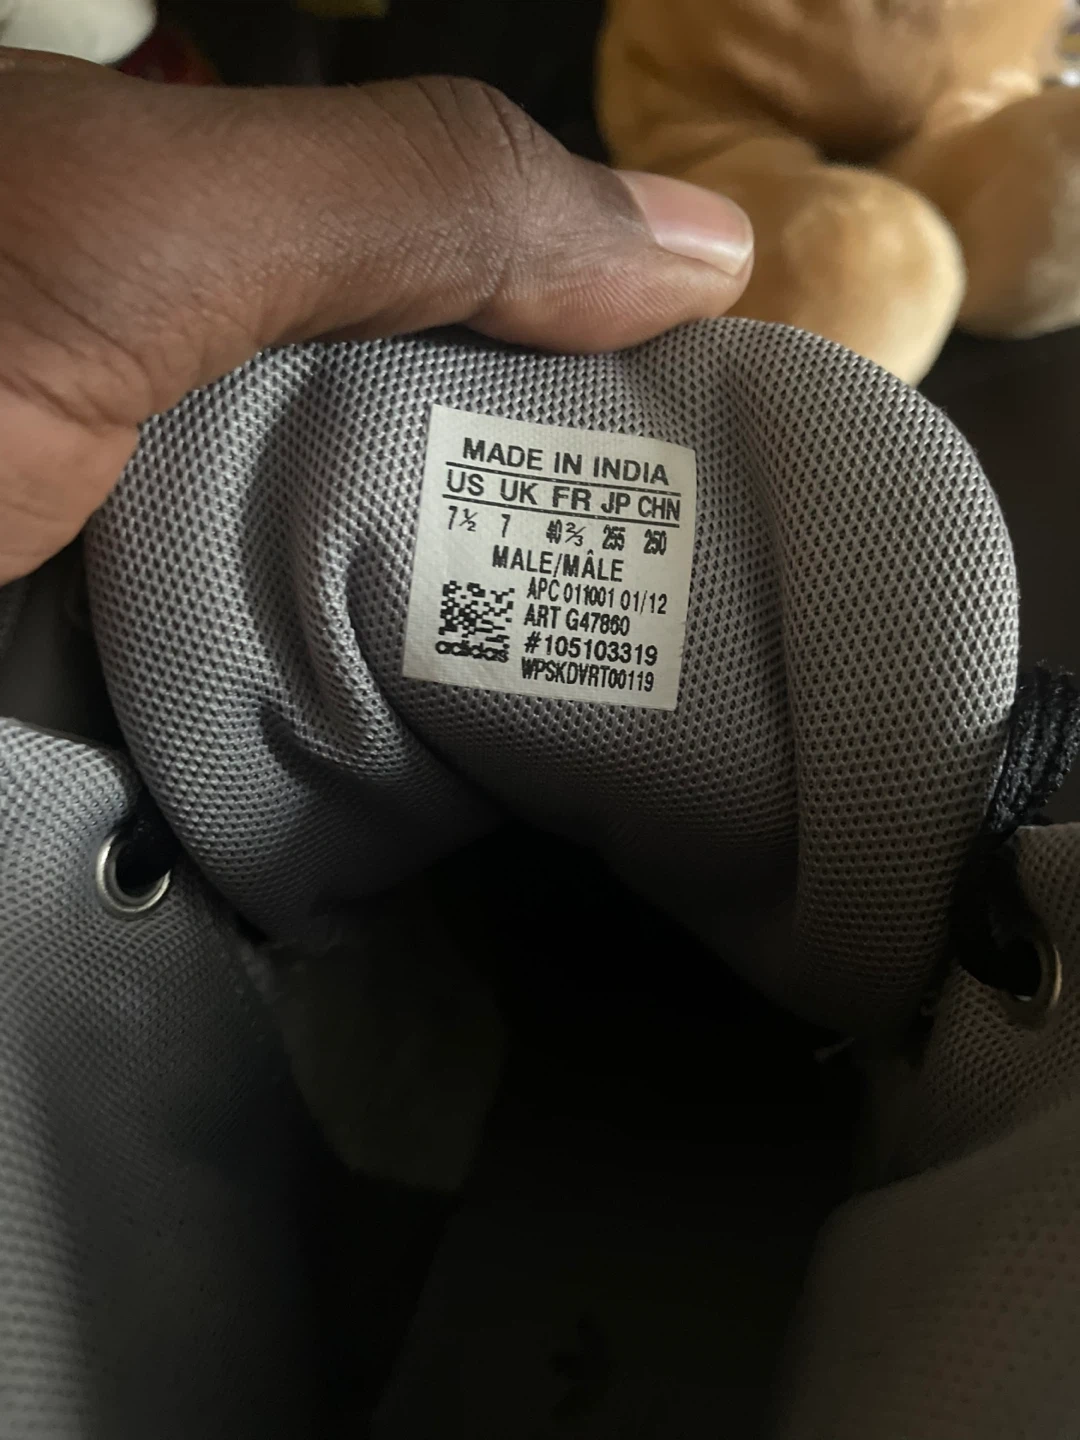 MADE IN INDIA
US UK FR JP CHN
7½ 7 40⅔ 255 250
MALE/MÂLE
APC 011001 01/12
ART G47860
#105103319
WPSKDVRT00119
adidas